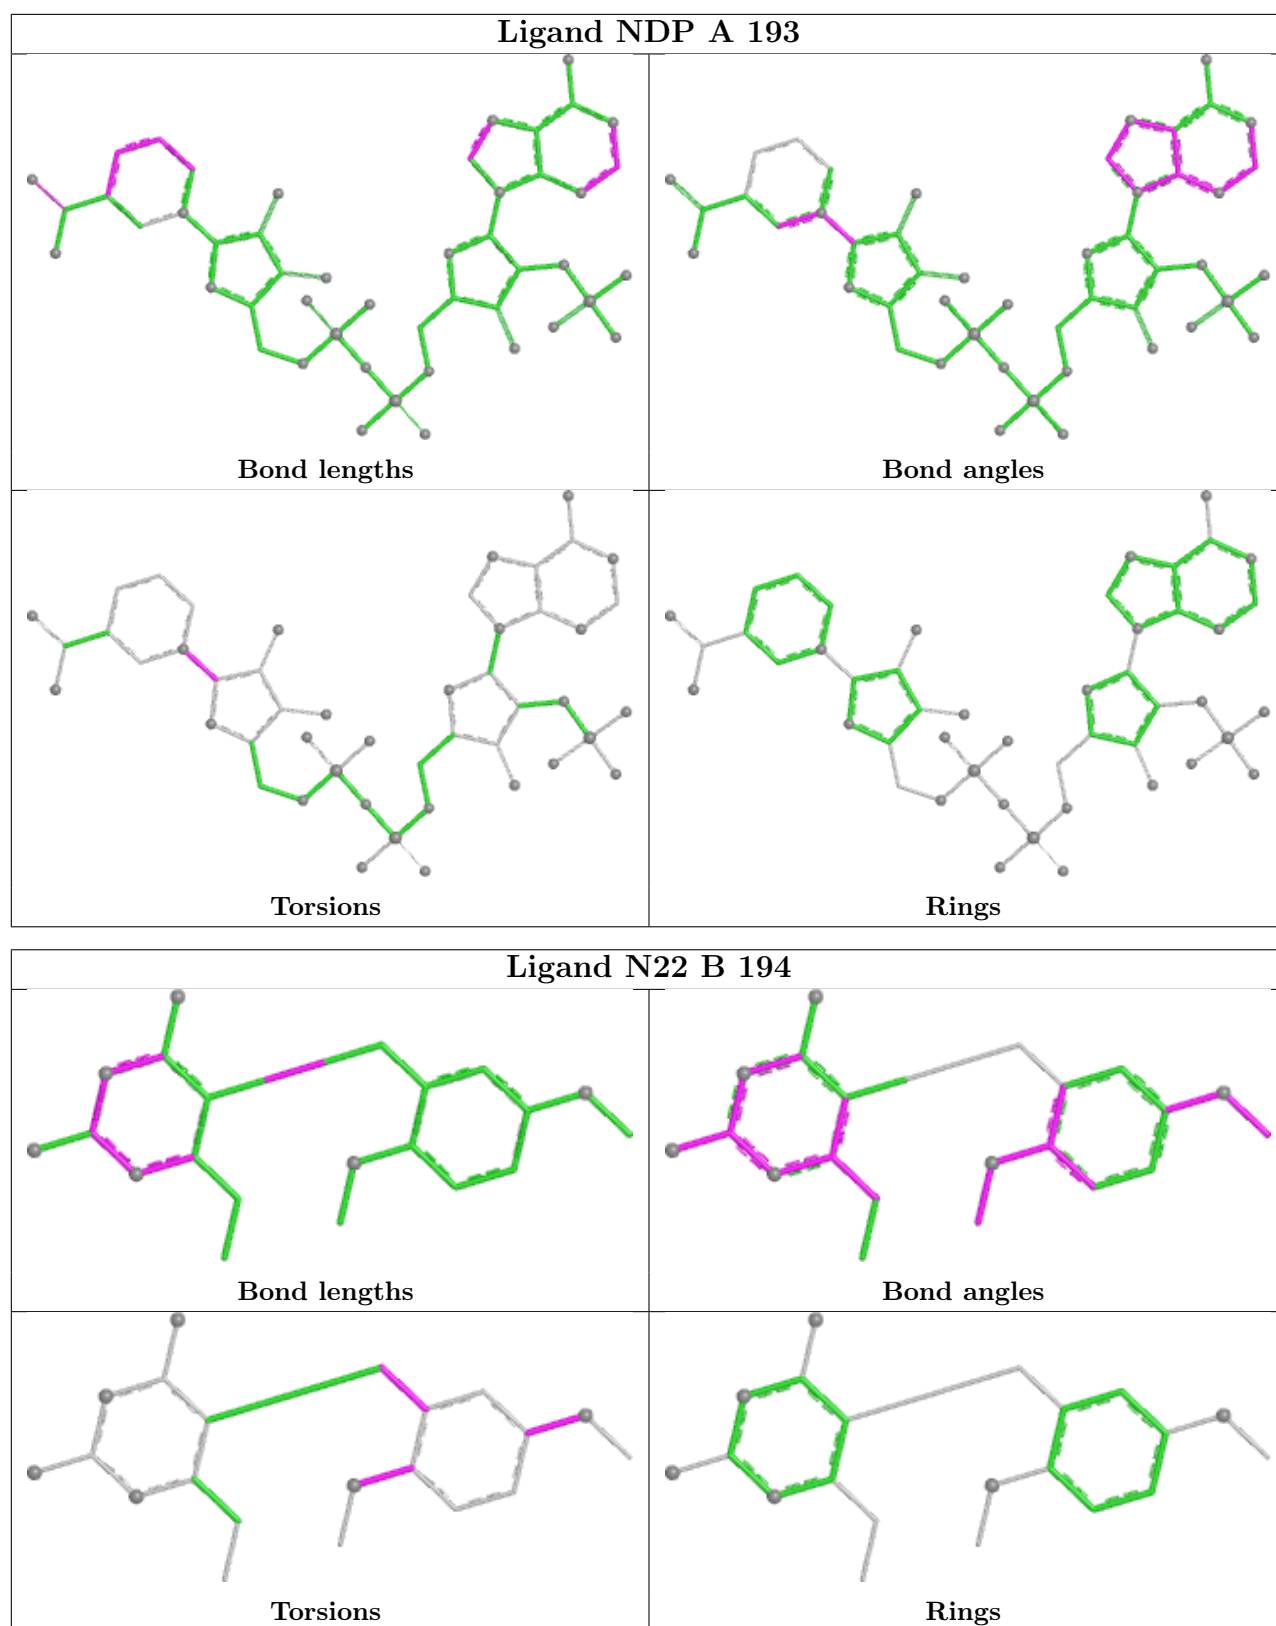 Ligand NDP A 193
Bond lengths
Bond angles
Torsions
Rings
Ligand N22 B 194
Bond lengths
Bond angles
Torsions
Rings